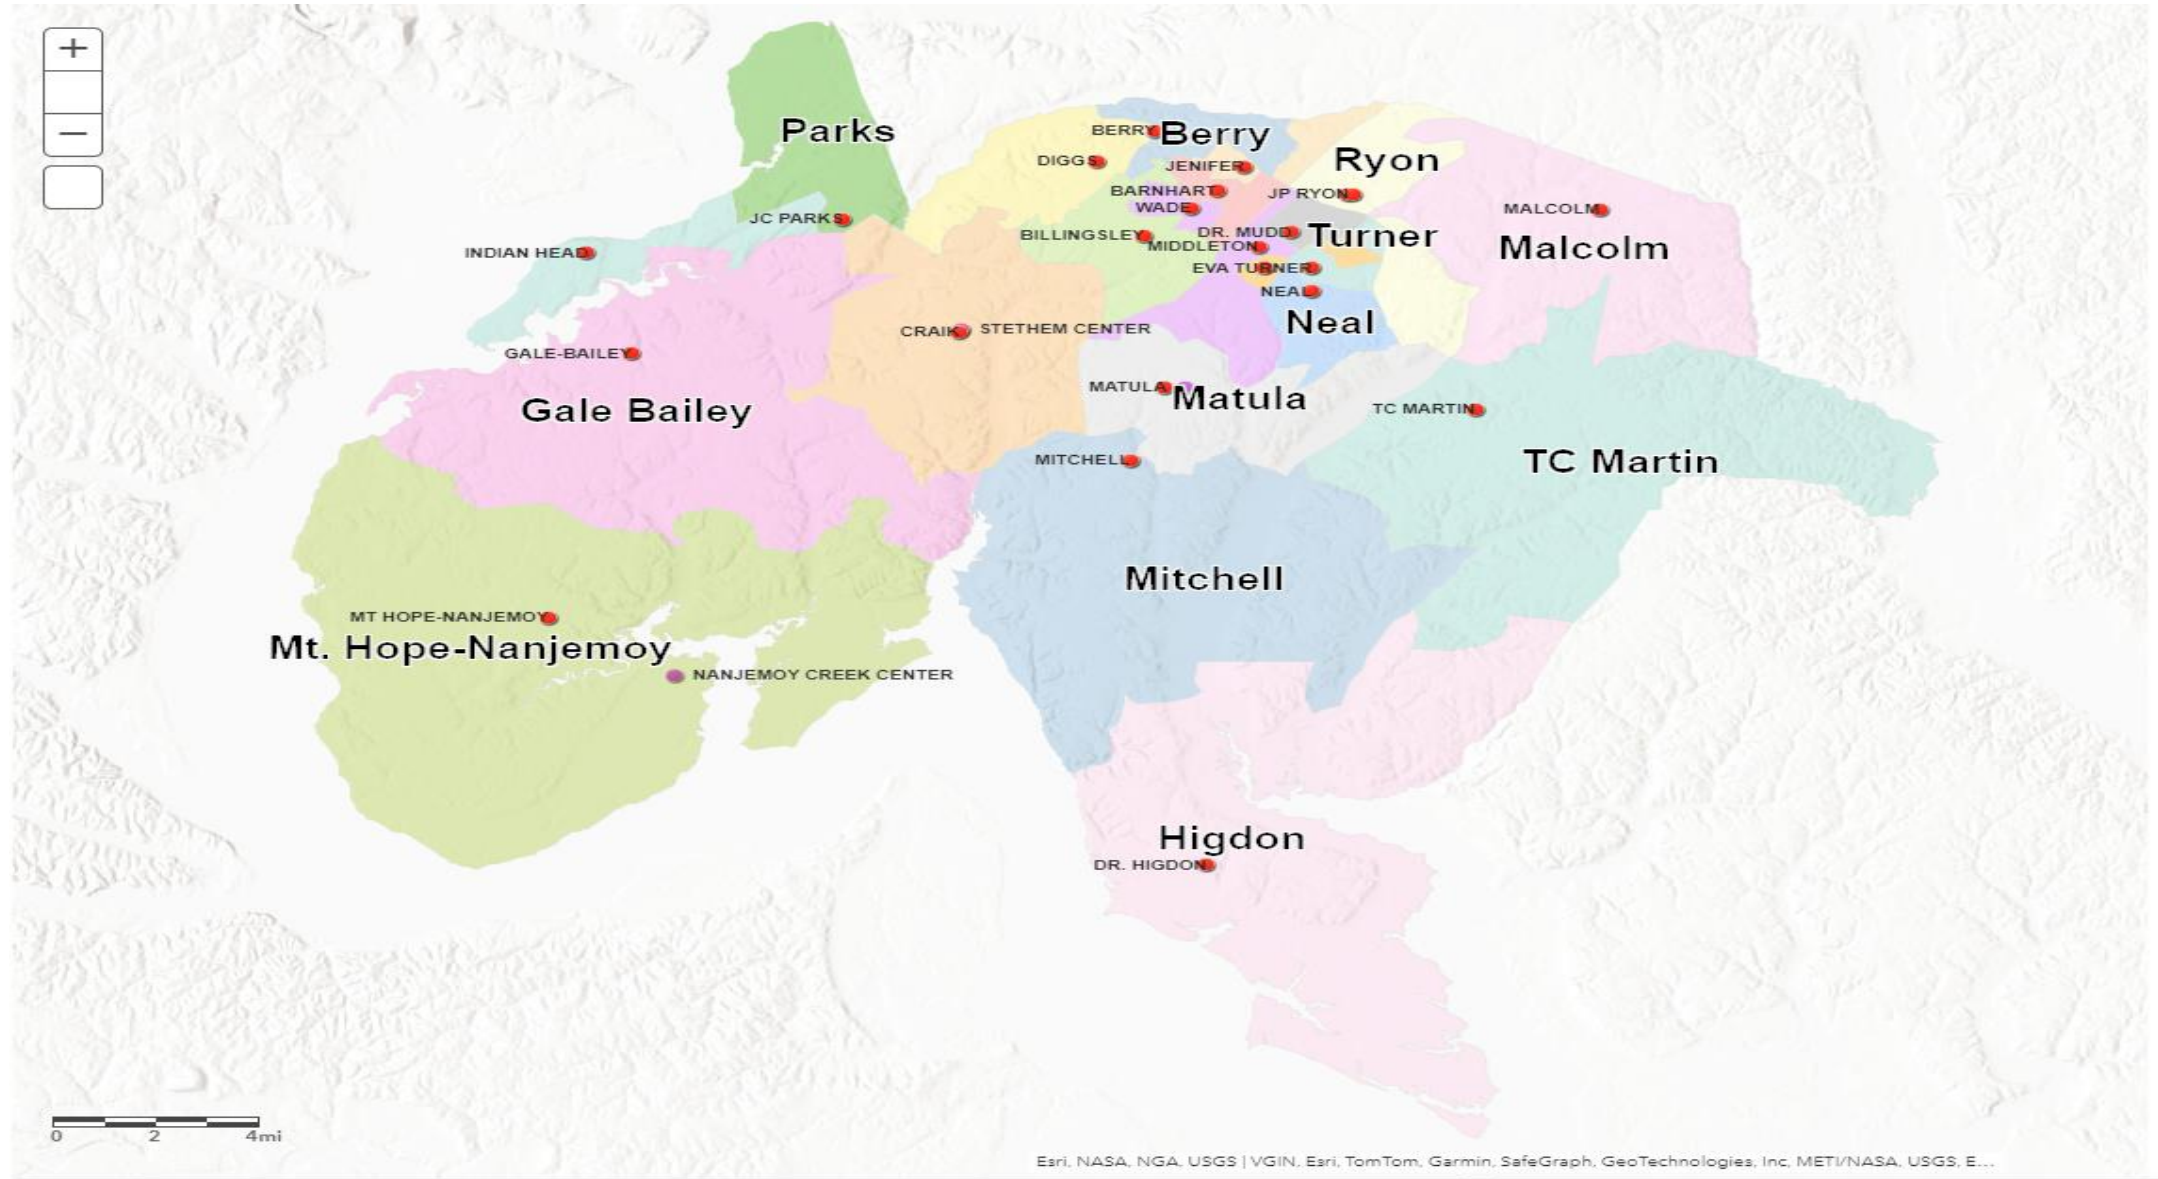 +
−
Parks
BERRY
Berry
DIGGS
JENIFER
Ryon
BARNHART
JP RYON
WADE
MALCOLM
JC PARKS
BILLINGSLEY
DR. MUDD
Turner
MIDDLETON
Malcolm
INDIAN HEAD
EVA TURNER
NEAL
Neal
CRAIK
STETHEM CENTER
GALE-BAILEY
MATULA
Matula
Gale Bailey
TC MARTIN
MITCHELL
TC Martin
Mitchell
MT HOPE-NANJEMOY
Mt. Hope-Nanjemoy
NANJEMOY CREEK CENTER
Higdon
DR. HIGDON
0 2 4mi
Esri, NASA, NGA, USGS | VGIN, Esri, TomTom, Garmin, SafeGraph, GeoTechnologies, Inc, METI/NASA, USGS, E...